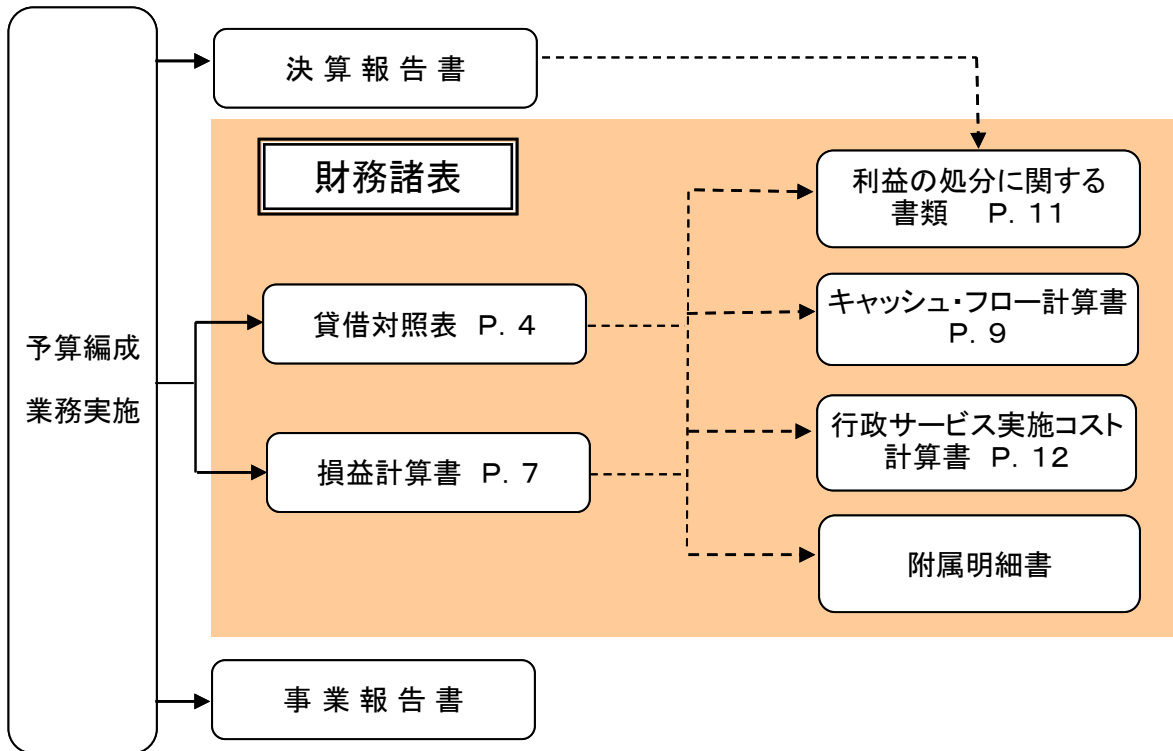 決 算 報 告 書
財務諸表
利益の処分に関する
書類　P. 11
貸借対照表　P. 4
キャッシュ・フロー計算書
P. 9
予算編成
業務実施
損益計算書　P. 7
行政サービス実施コスト
計算書　P. 12
附属明細書
事 業 報 告 書